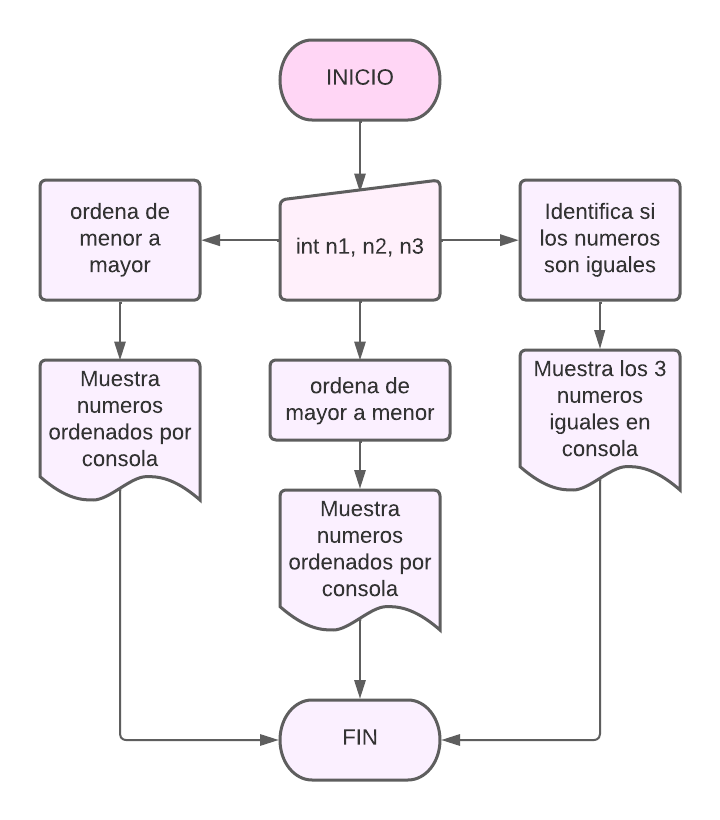 INICIO
ordena de
menor a
mayor
int n1, n2, n3
Identifica si
los numeros
son iguales
Muestra
numeros
ordenados por
consola
ordena de
mayor a menor
Muestra los 3
numeros
iguales en
consola
Muestra
numeros
ordenados por
consola
FIN